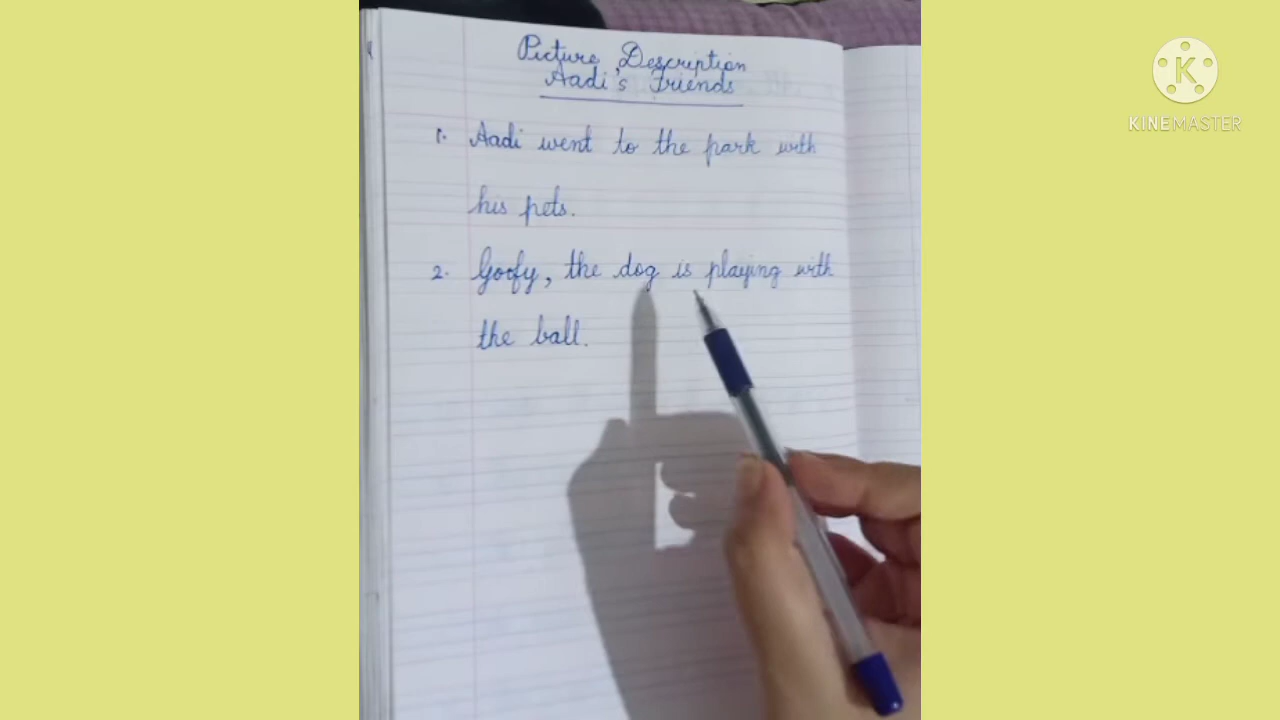 Picture Description
Aadi's Friends
1. Aadi went to the park with
his pets.
2. Goofy, the dog is playing with
the ball.
K
KINEMASTER